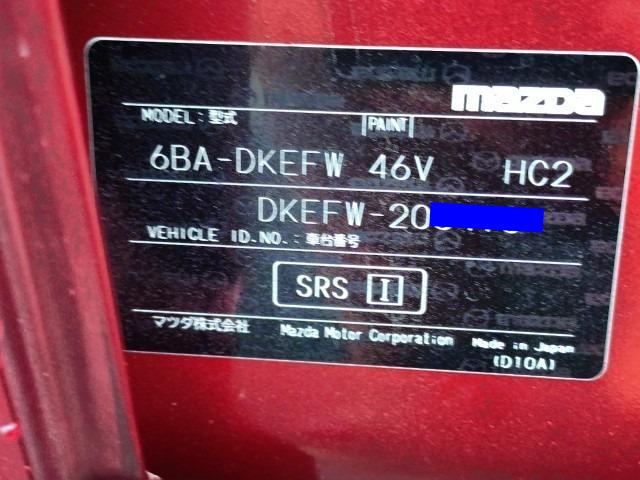 mazda
MODEL : 型式 PAINT
6BA-DKEFW 46V HC2
DKEFW-20
VEHICLE ID.NO. : 車台番号
SRS I
マツダ株式会社 Mazda Motor Corporation Made in Japan
(D10A)